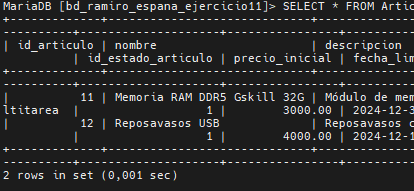 MariaDB [bd_ramiro_espana_ejercicio11]> SELECT * FROM Artic
+-------------+-------------------------------+-------------
| id_articulo | nombre | descripcion
| id_estado_articulo | precio_inicial | fecha_lim
+-------------+-------------------------------+-------------
| 11 | Memoria RAM DDR5 Gskill 32G | Módulo de mem
ltitarea | 1 | 3000.00 | 2024-12-3
| 12 | Reposavasos USB | Reposavasos c
| 1 | 4000.00 | 2024-12-1
+-------------+-------------------------------+-------------
2 rows in set (0,001 sec)